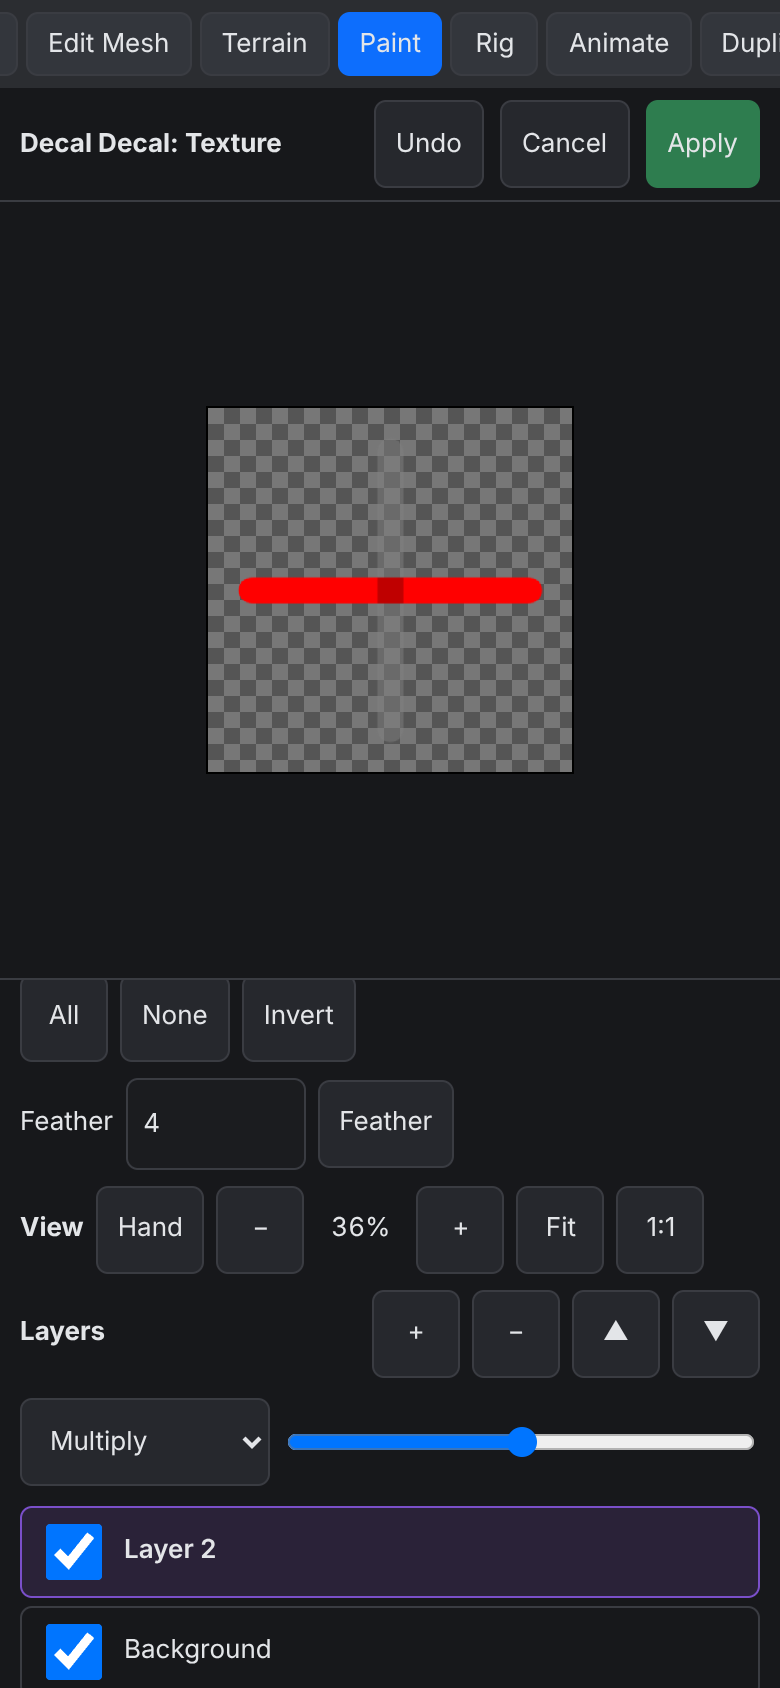 Edit Mesh Terrain Paint Rig Animate Dupli
Decal Decal: Texture Undo Cancel Apply
All None Invert
Feather 4 Feather
View Hand − 36% + Fit 1:1
Layers + − ▲ ▼
Multiply
Layer 2
Background